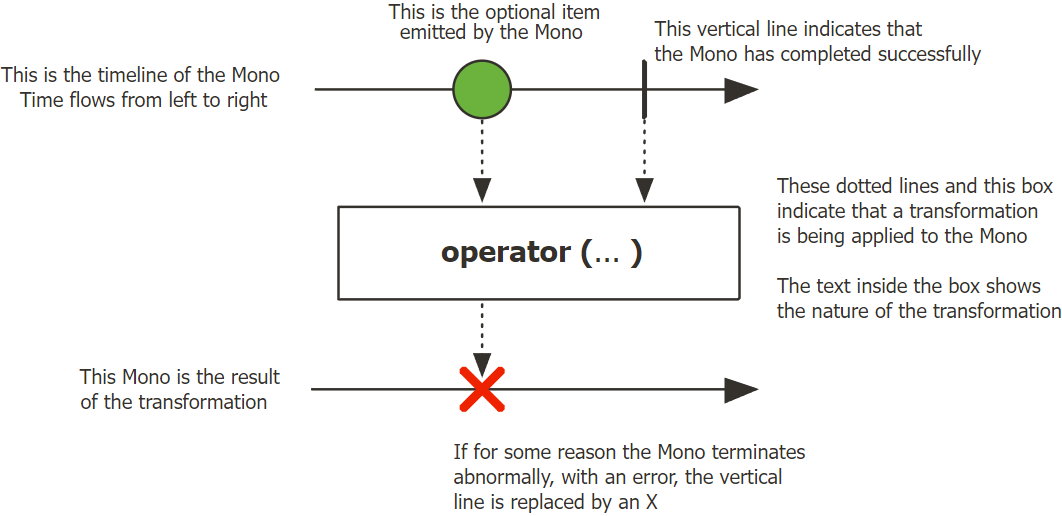 This is the optional item
emitted by the Mono
This vertical line indicates that
the Mono has completed successfully
This is the timeline of the Mono
Time flows from left to right
These dotted lines and this box
indicate that a transformation
is being applied to the Mono
operator (... )
The text inside the box shows
the nature of the transformation
This Mono is the result
of the transformation
If for some reason the Mono terminates
abnormally, with an error, the vertical
line is replaced by an X